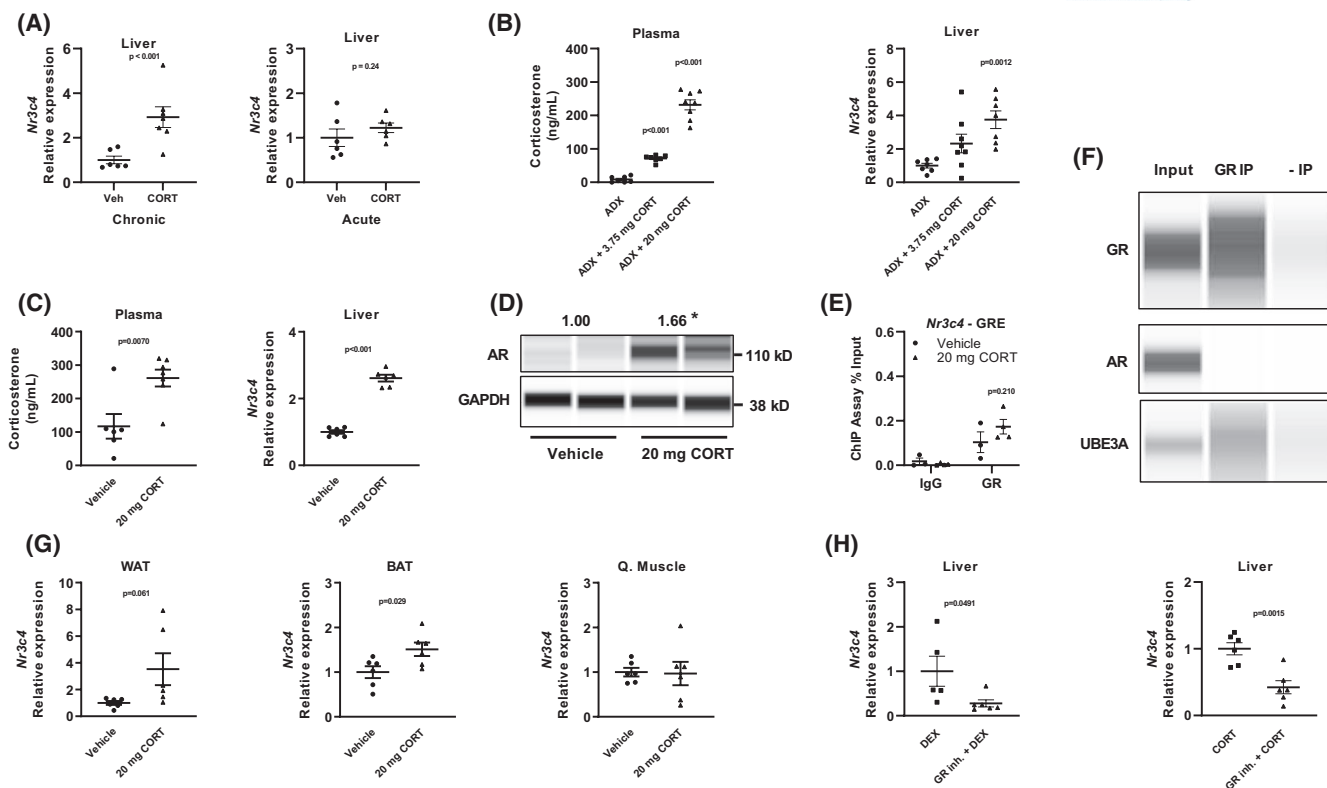 (A)
Liver
p < 0.001
Nr3c4
Relative expression
6
4
2
0
Veh CORT
Chronic
Liver
p = 0.24
Nr3c4
Relative expression
3
2
1
0
Veh CORT
Acute
(B)
Plasma
p<0.001
p<0.001
Corticosterone
(ng/mL)
400
300
200
100
0
ADX
ADX + 3.75 mg CORT
ADX + 20 mg CORT
Liver
p=0.0012
Nr3c4
Relative expression
8
6
4
2
0
ADX
ADX + 3.75 mg CORT
ADX + 20 mg CORT
(C)
Plasma
p=0.0070
Corticosterone
(ng/mL)
400
300
200
100
0
Vehicle
20 mg CORT
Liver
p<0.001
Nr3c4
Relative expression
4
2
0
Vehicle
20 mg CORT
(D)
1.00 1.66 *
AR
110 kD
GAPDH
38 kD
Vehicle 20 mg CORT
(E)
Nr3c4 - GRE
Vehicle
20 mg CORT
p=0.210
ChIP Assay % Input
0.6
0.4
0.2
0.0
IgG GR
(F)
Input GR IP - IP
GR
AR
UBE3A
(G)
WAT
p=0.061
Nr3c4
Relative expression
10
8
6
4
2
0
Vehicle
20 mg CORT
BAT
p=0.029
Nr3c4
Relative expression
3
2
1
0
Vehicle
20 mg CORT
Q. Muscle
Nr3c4
Relative expression
3
2
1
0
Vehicle
20 mg CORT
(H)
Liver
p=0.0491
Nr3c4
Relative expression
3
2
1
0
DEX
GR inh. + DEX
Liver
p=0.0015
Nr3c4
Relative expression
2
1
0
CORT
GR inh. + CORT